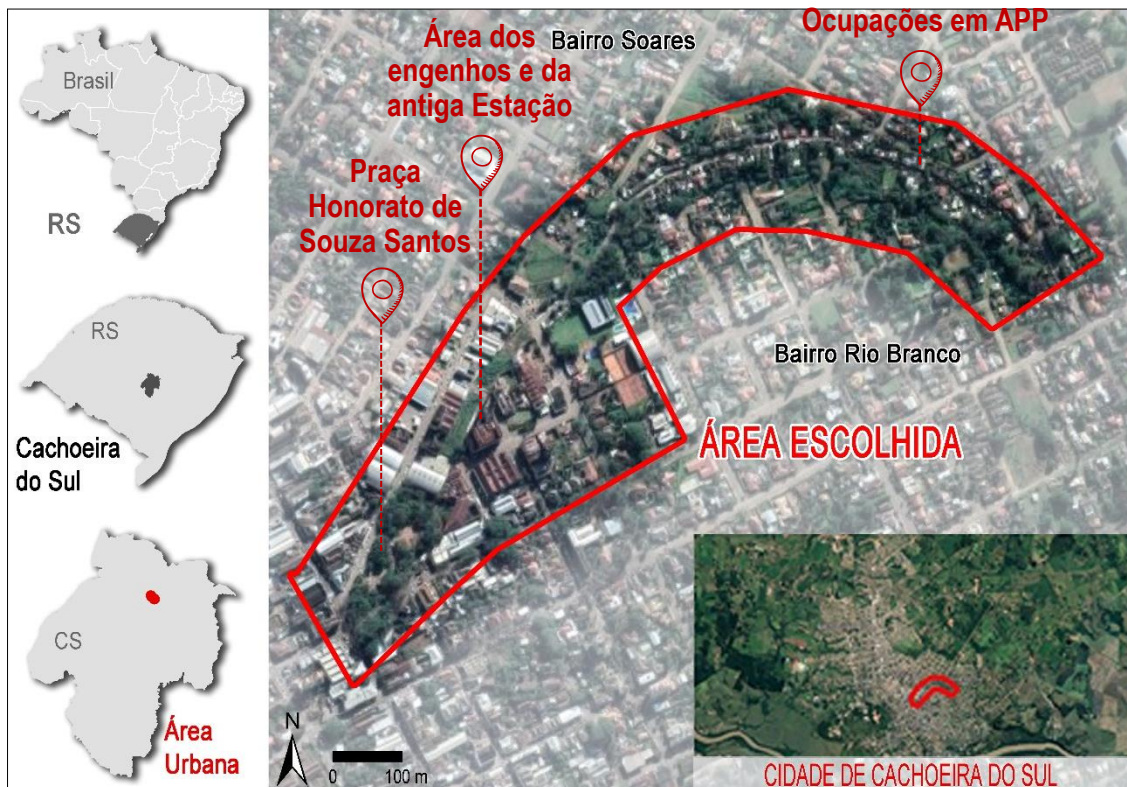 Brasil
RS
RS
Cachoeira
do Sul
CS
Área
Urbana
Ocupações em APP
Área dos
engenhos e da
antiga Estação
Bairro Soares
Praça
Honorato de
Souza Santos
Bairro Rio Branco
ÁREA ESCOLHIDA
N
0
100 m
CIDADE DE CACHOEIRA DO SUL